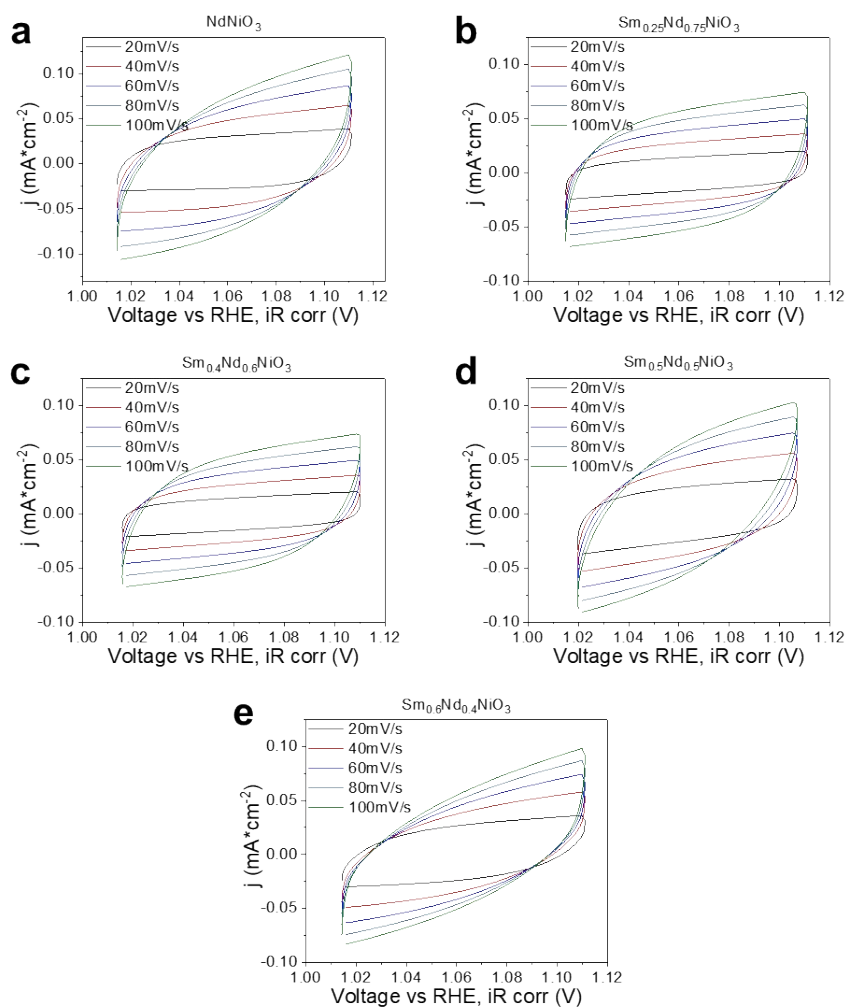 a
NdNiO₃
20mV/s
40mV/s
60mV/s
80mV/s
100mV/s
0.10
0.05
0.00
-0.05
-0.10
j (mA*cm⁻²)
1.00 1.02 1.04 1.06 1.08 1.10 1.12
Voltage vs RHE, iR corr (V)
b
Sm₀.₂₅Nd₀.₇₅NiO₃
20mV/s
40mV/s
60mV/s
80mV/s
100mV/s
0.10
0.05
0.00
-0.05
-0.10
j (mA*cm⁻²)
1.00 1.02 1.04 1.06 1.08 1.10 1.12
Voltage vs RHE, iR corr (V)
c
Sm₀.₄Nd₀.₆NiO₃
20mV/s
40mV/s
60mV/s
80mV/s
100mV/s
0.10
0.05
0.00
-0.05
-0.10
j (mA*cm⁻²)
1.00 1.02 1.04 1.06 1.08 1.10 1.12
Voltage vs RHE, iR corr (V)
d
Sm₀.₅Nd₀.₅NiO₃
20mV/s
40mV/s
60mV/s
80mV/s
100mV/s
0.10
0.05
0.00
-0.05
-0.10
j (mA*cm⁻²)
1.00 1.02 1.04 1.06 1.08 1.10 1.12
Voltage vs RHE, iR corr (V)
e
Sm₀.₆Nd₀.₄NiO₃
20mV/s
40mV/s
60mV/s
80mV/s
100mV/s
0.10
0.05
0.00
-0.05
-0.10
j (mA*cm⁻²)
1.00 1.02 1.04 1.06 1.08 1.10 1.12
Voltage vs RHE, iR corr (V)